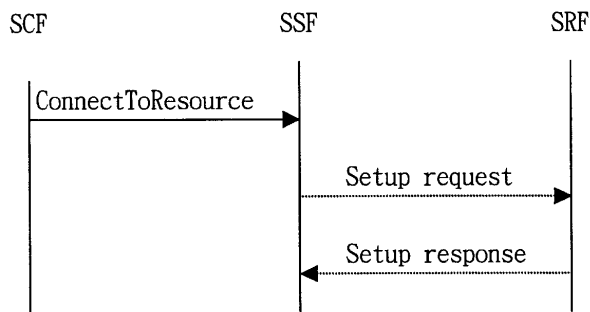 SCF SSF SRF
ConnectToResource
Setup request
Setup response